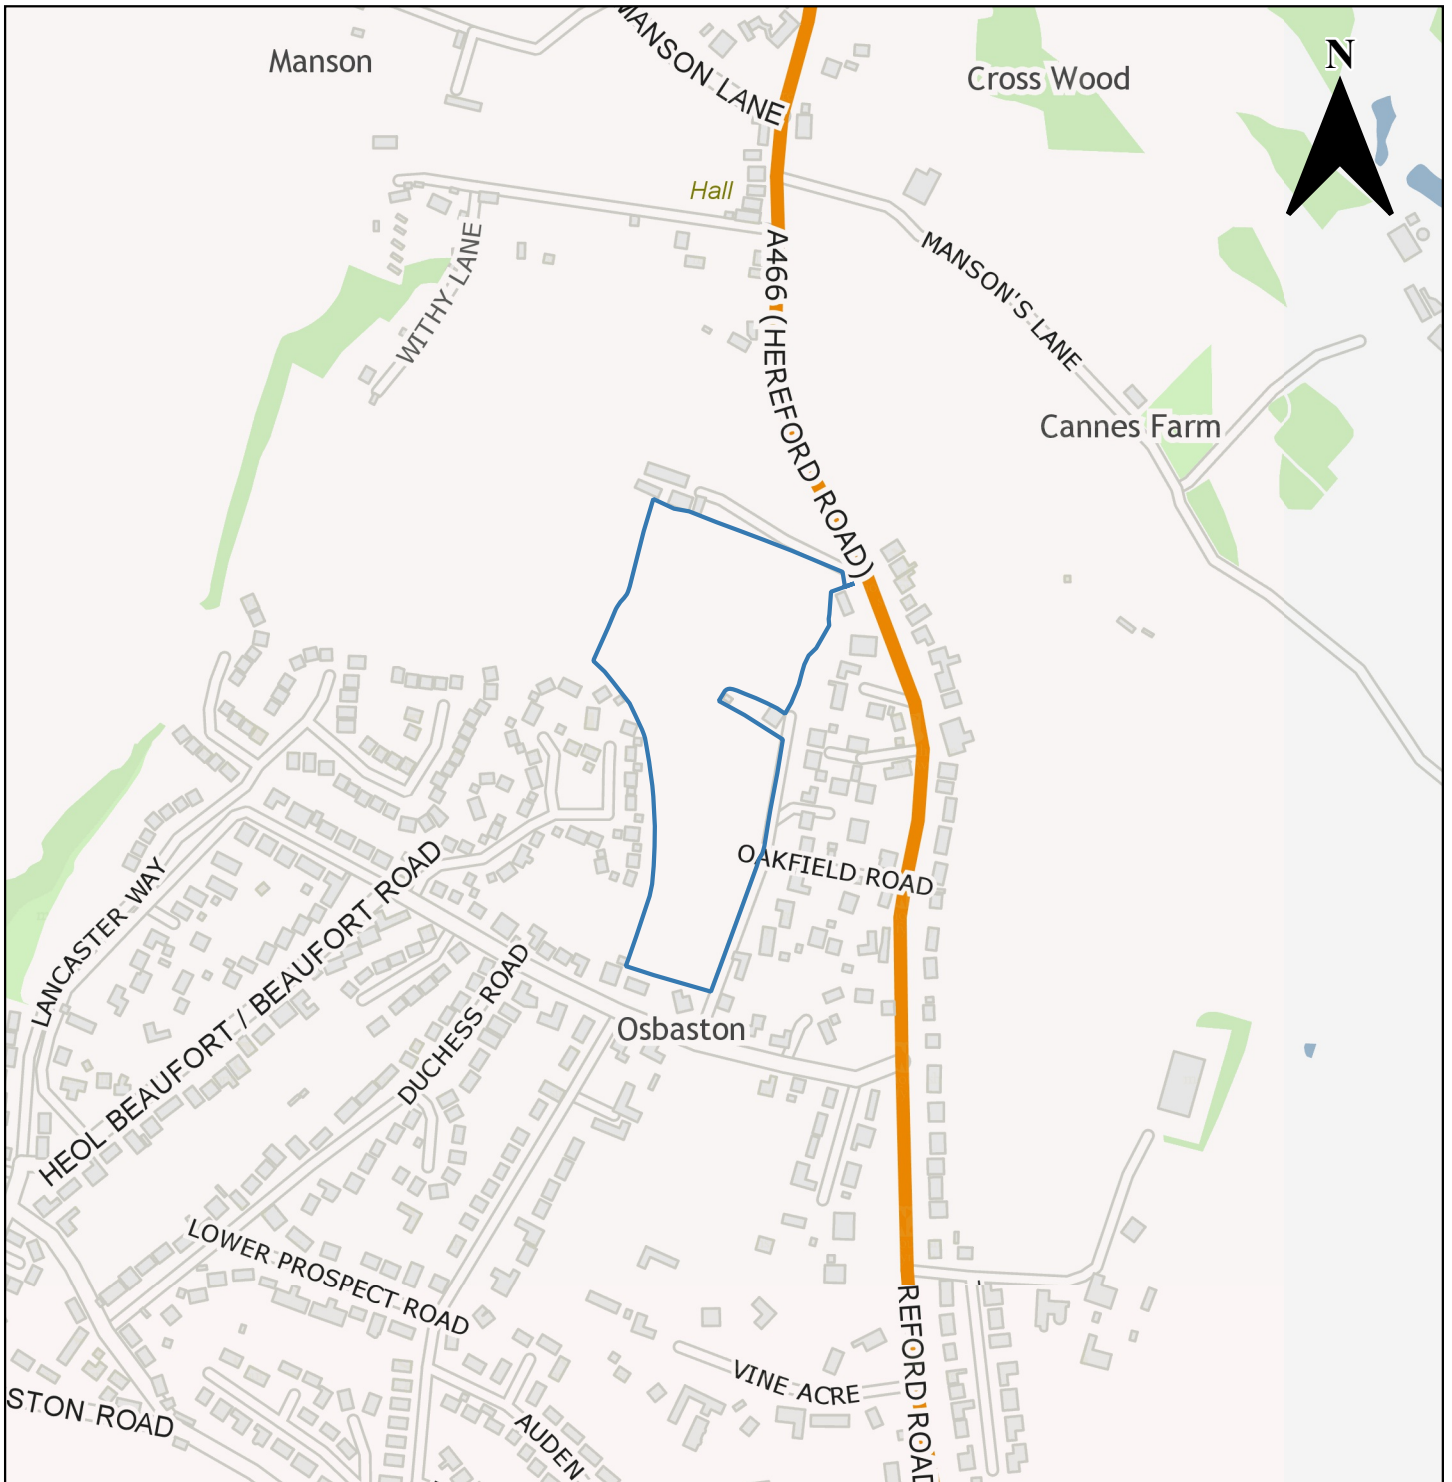 MANSON LANE
Manson
Cross Wood
N
Hall
WITHY LANE
MANSON'S LANE
A466 (HEREFORD ROAD)
Cannes Farm
OAKFIELD ROAD
LANCASTER WAY
HEOL BEAUFORT / BEAUFORT ROAD
DUCHESS ROAD
Osbaston
LOWER PROSPECT ROAD
REFORD ROAD
VINE ACRE
STON ROAD
AUDEN